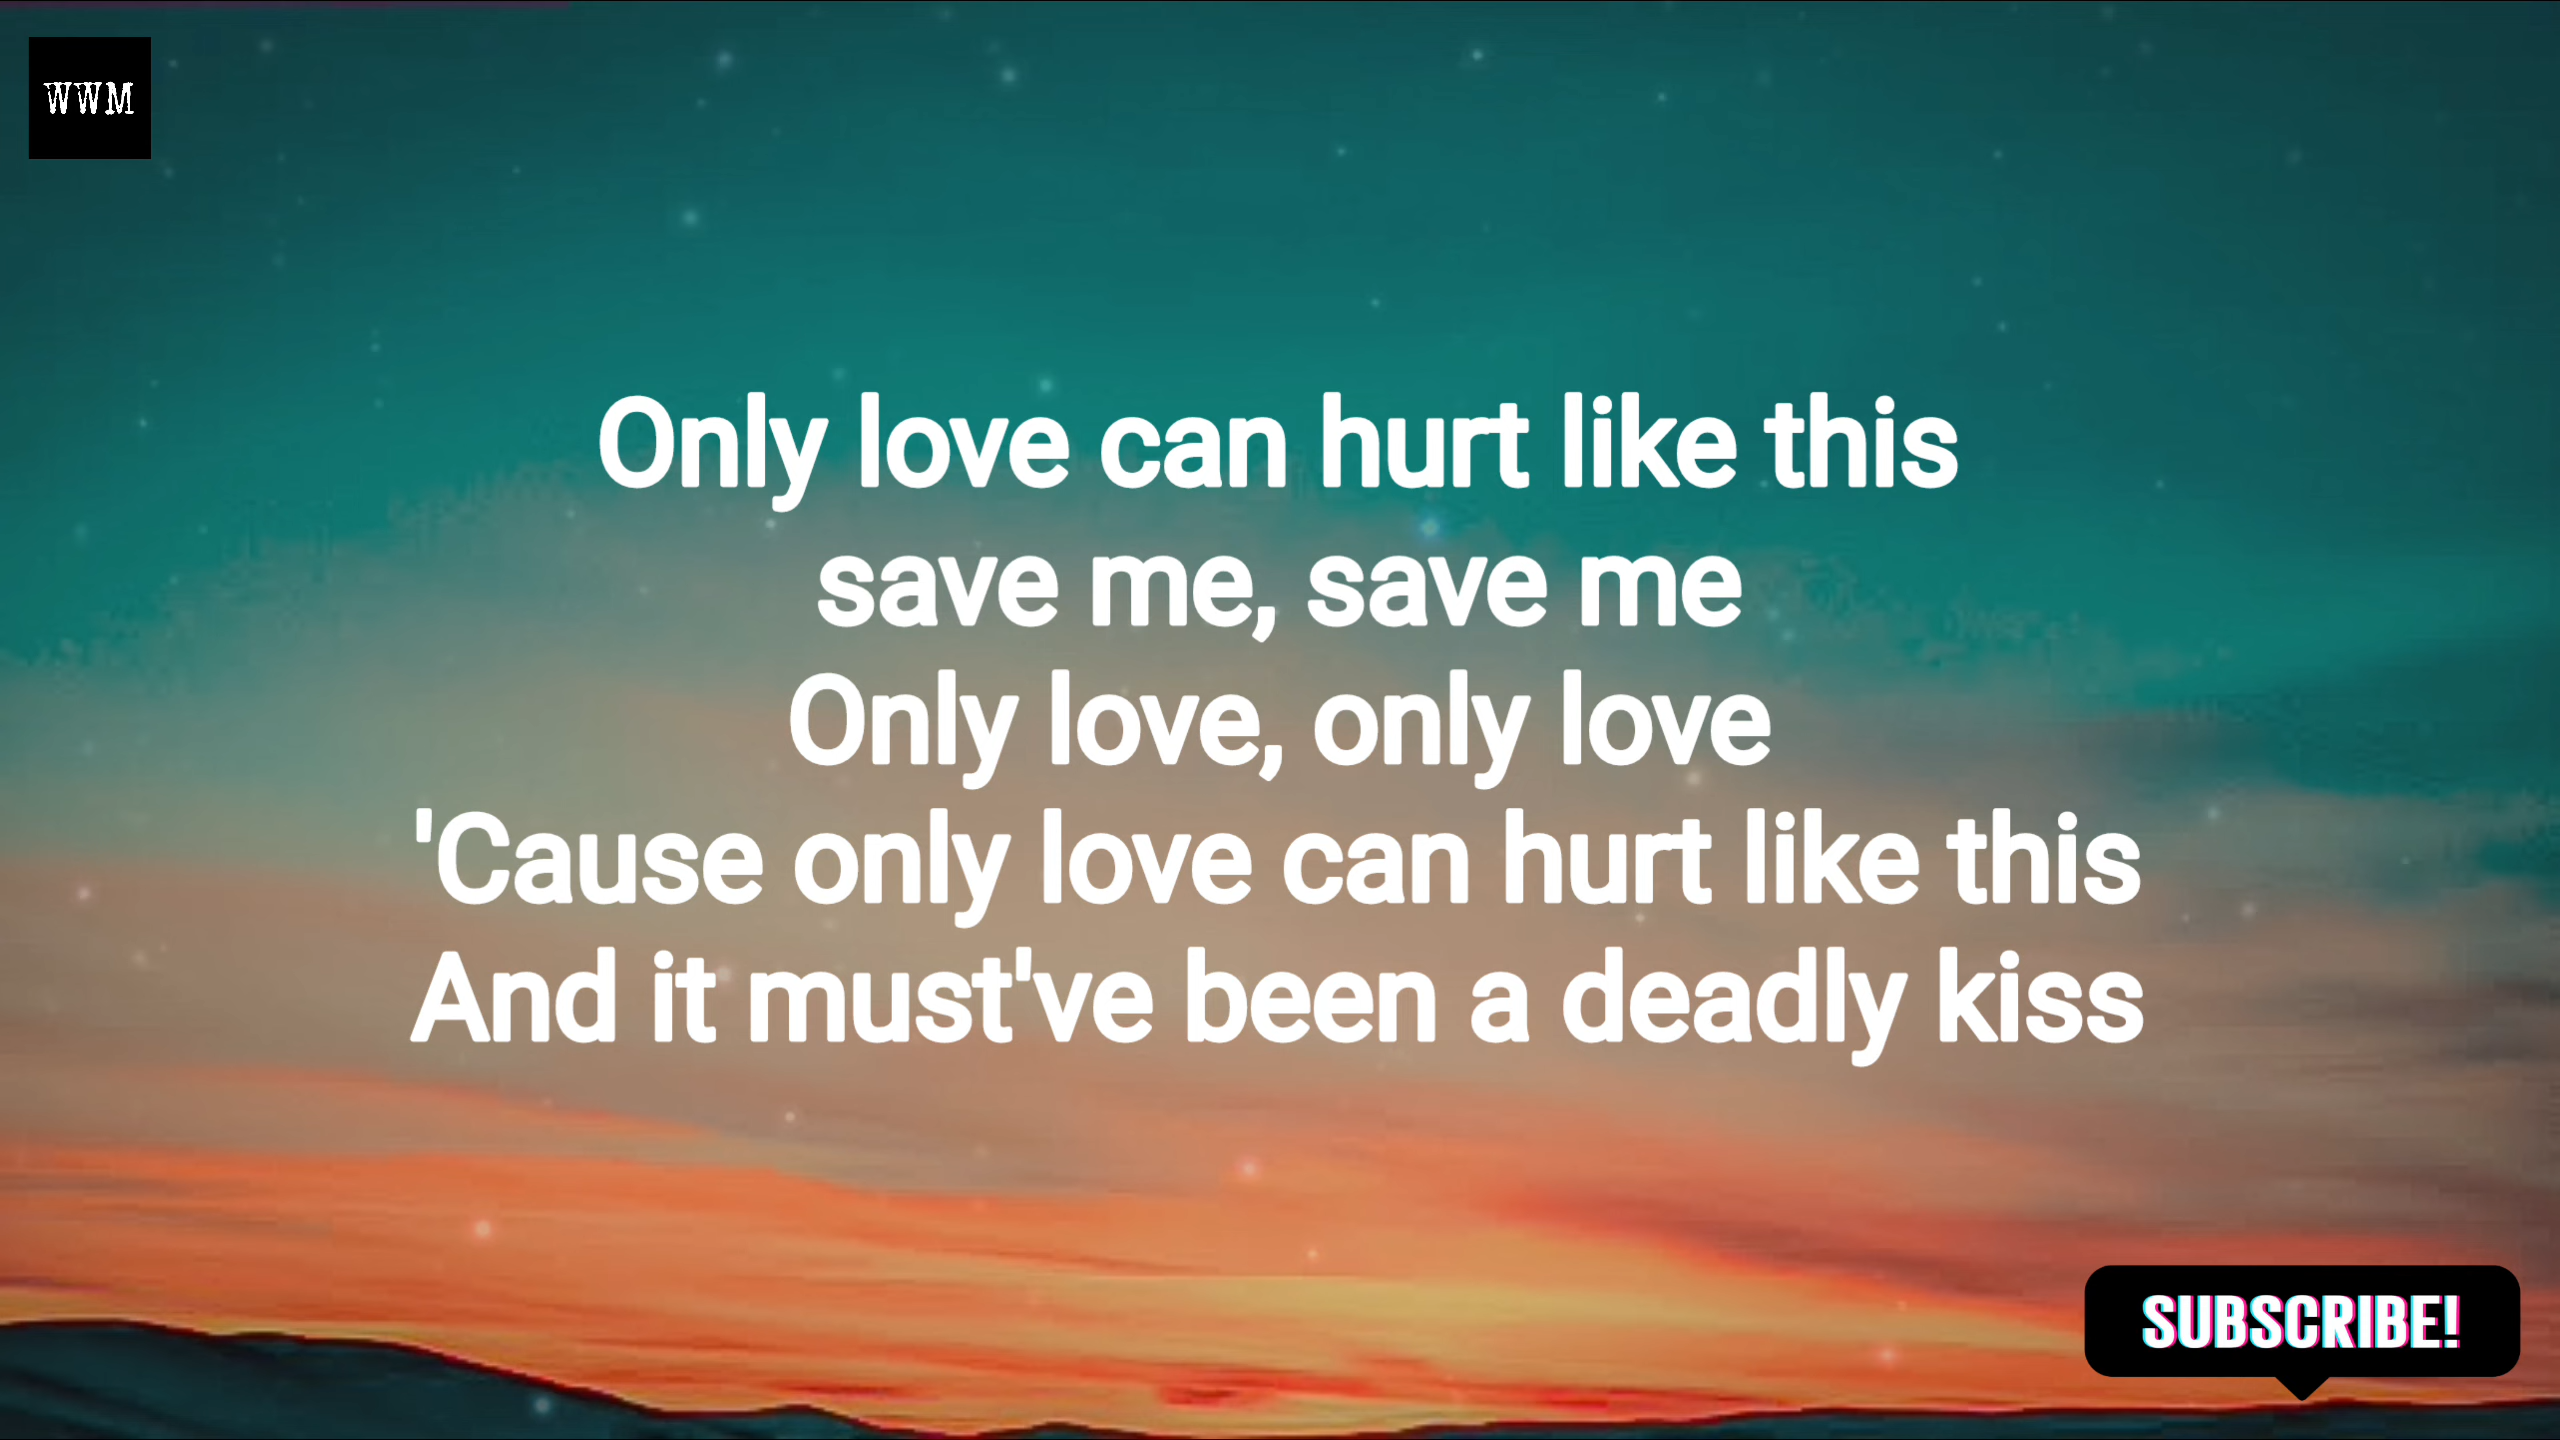 WWM
Only love can hurt like this
save me, save me
Only love, only love
'Cause only love can hurt like this
And it must've been a deadly kiss
SUBSCRIBE!